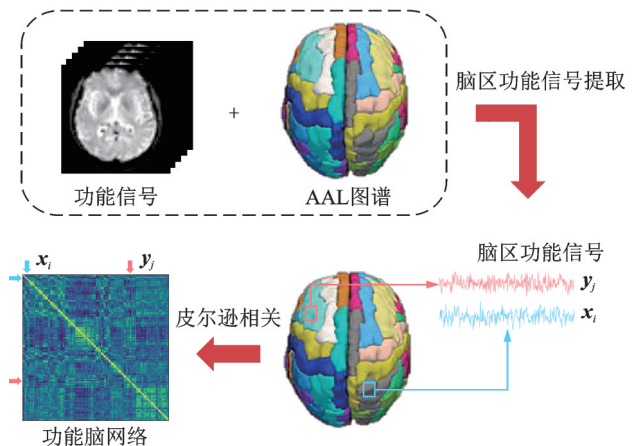 +
脑区功能信号提取
功能信号
AAL图谱
x_i
y_j
脑区功能信号
y_j
x_i
皮尔逊相关
功能脑网络